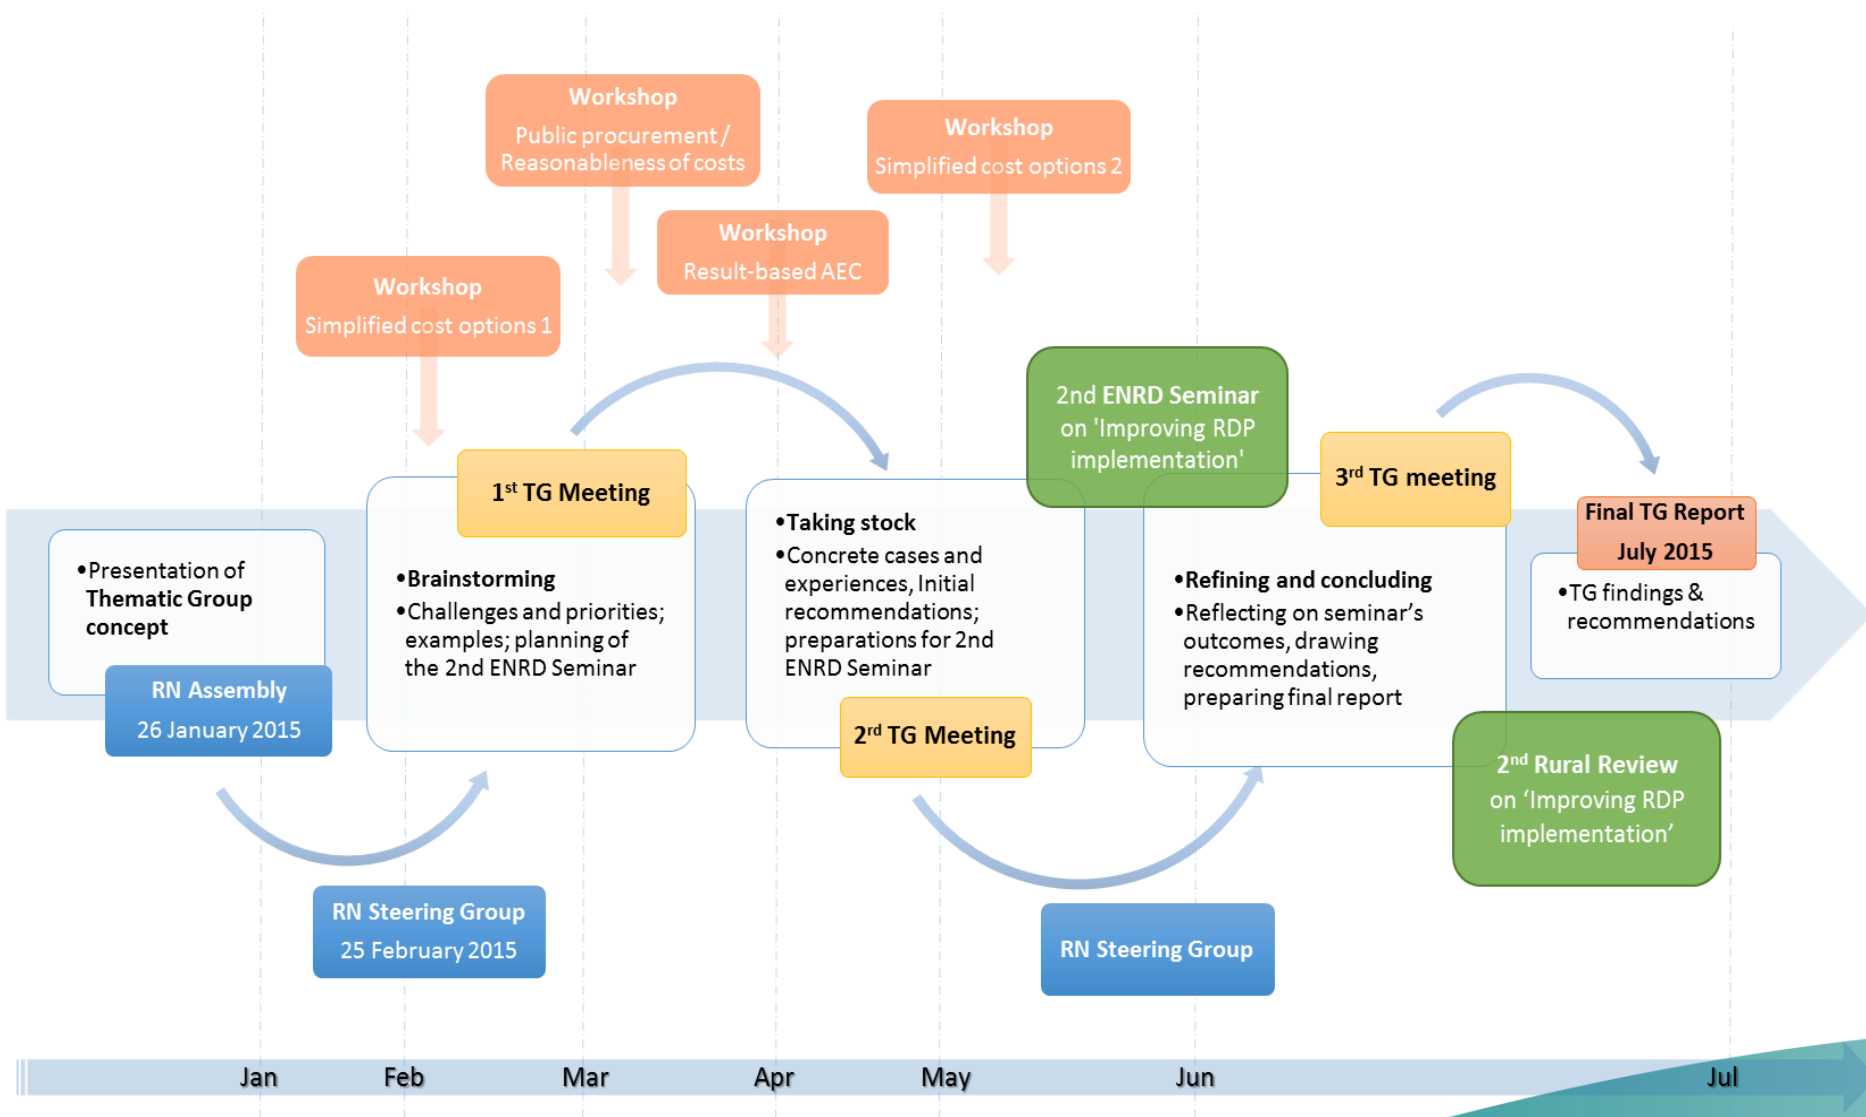 Workshop
Public procurement /
Reasonableness of costs
Workshop
Simplified cost options 2
Workshop
Result-based AEC
Workshop
Simplified cost options 1
2nd ENRD Seminar
on 'Improving RDP
implementation'
1st TG Meeting
3rd TG meeting
Final TG Report
July 2015
•Presentation of
Thematic Group
concept
RN Assembly
26 January 2015
•Brainstorming
•Challenges and priorities;
examples; planning of
the 2nd ENRD Seminar
•Taking stock
•Concrete cases and
experiences, Initial
recommendations;
preparations for 2nd
ENRD Seminar
2rd TG Meeting
•Refining and concluding
•Reflecting on seminar’s
outcomes, drawing
recommendations,
preparing final report
•TG findings &
recommendations
2nd Rural Review
on ‘Improving RDP
implementation’
RN Steering Group
25 February 2015
RN Steering Group
Jan Feb Mar Apr May Jun Jul